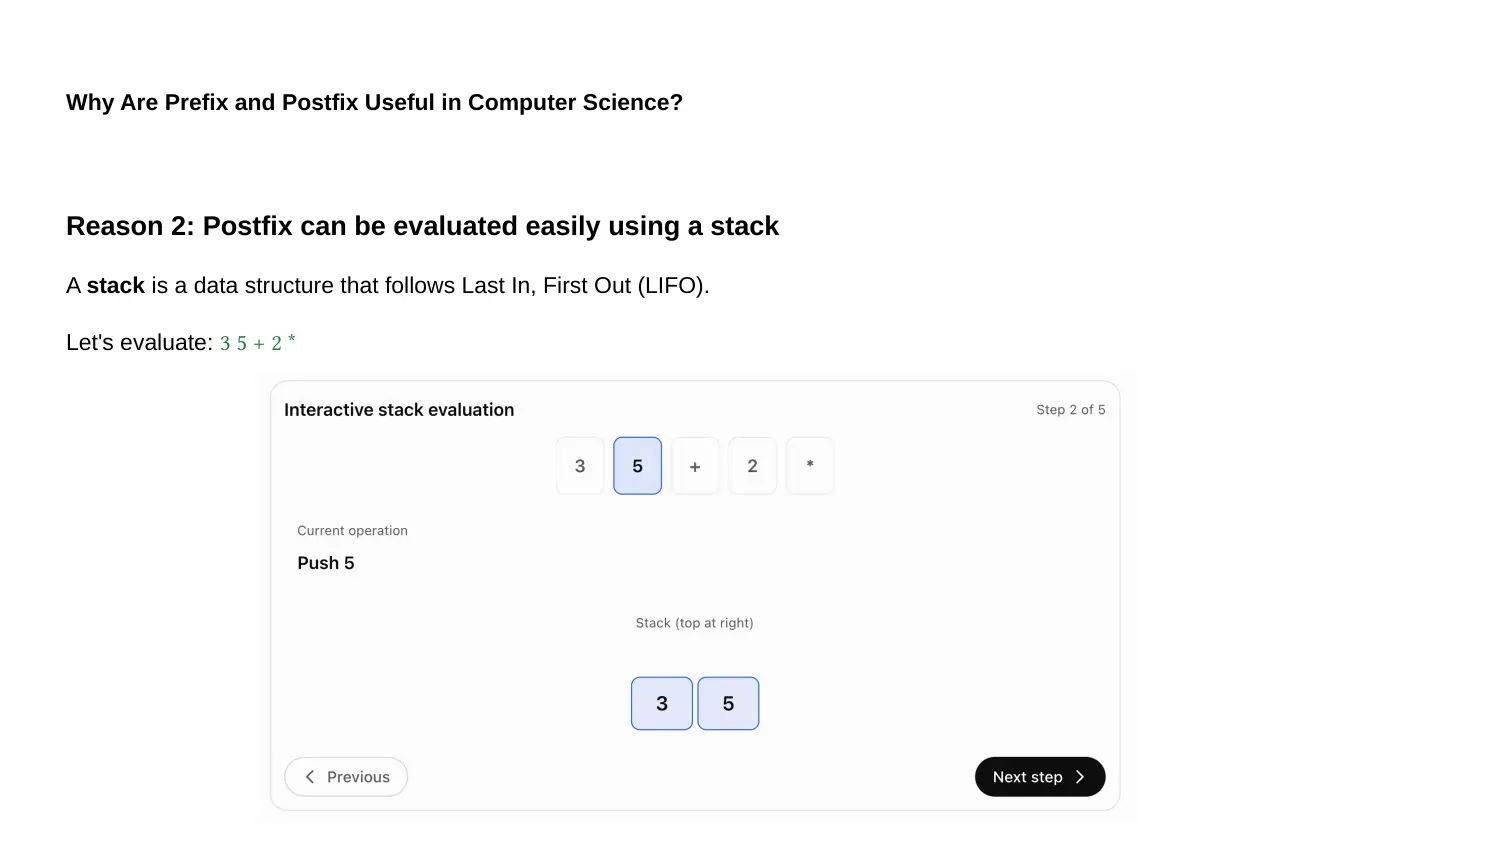 Why Are Prefix and Postfix Useful in Computer Science?
Reason 2: Postfix can be evaluated easily using a stack
A stack is a data structure that follows Last In, First Out (LIFO).
Let's evaluate: 3 5 + 2 *
Interactive stack evaluation
Step 2 of 5
3 5 + 2 *
Current operation
Push 5
Stack (top at right)
3 5
Previous
Next step